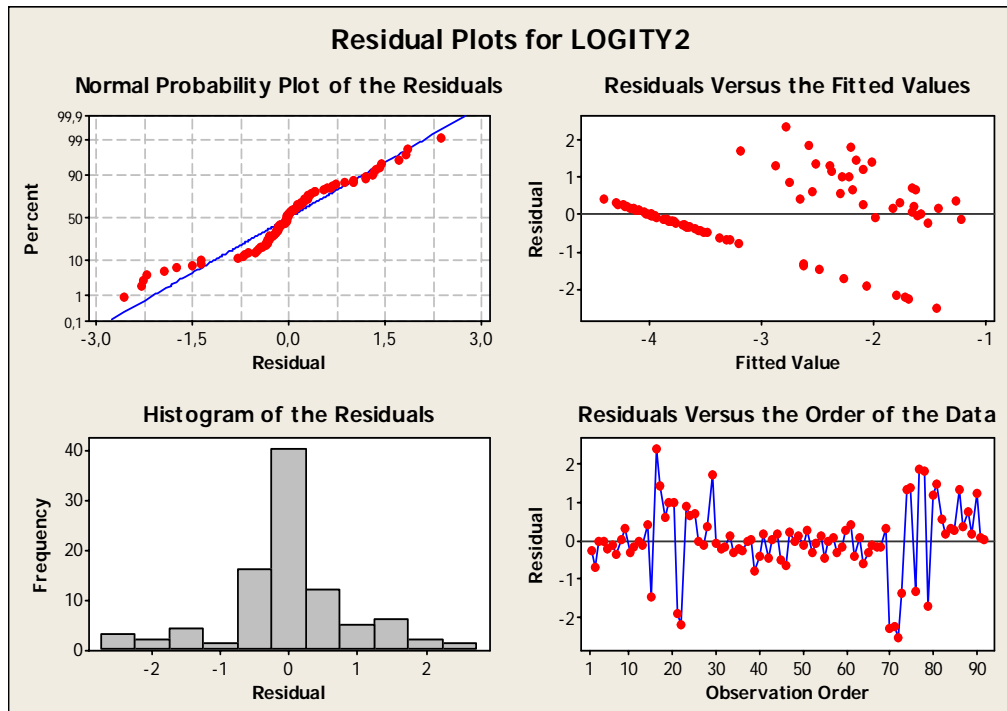 Residual Plots for LOGITY2
Normal Probability Plot of the Residuals
Percent
99,9
99
90
50
10
1
0,1
-3,0 -1,5 0,0 1,5 3,0
Residual
Residuals Versus the Fitted Values
Residual
2
1
0
-1
-2
-4 -3 -2 -1
Fitted Value
Histogram of the Residuals
Frequency
40
30
20
10
0
-2 -1 0 1 2
Residual
Residuals Versus the Order of the Data
Residual
2
1
0
-1
-2
1 10 20 30 40 50 60 70 80 90
Observation Order